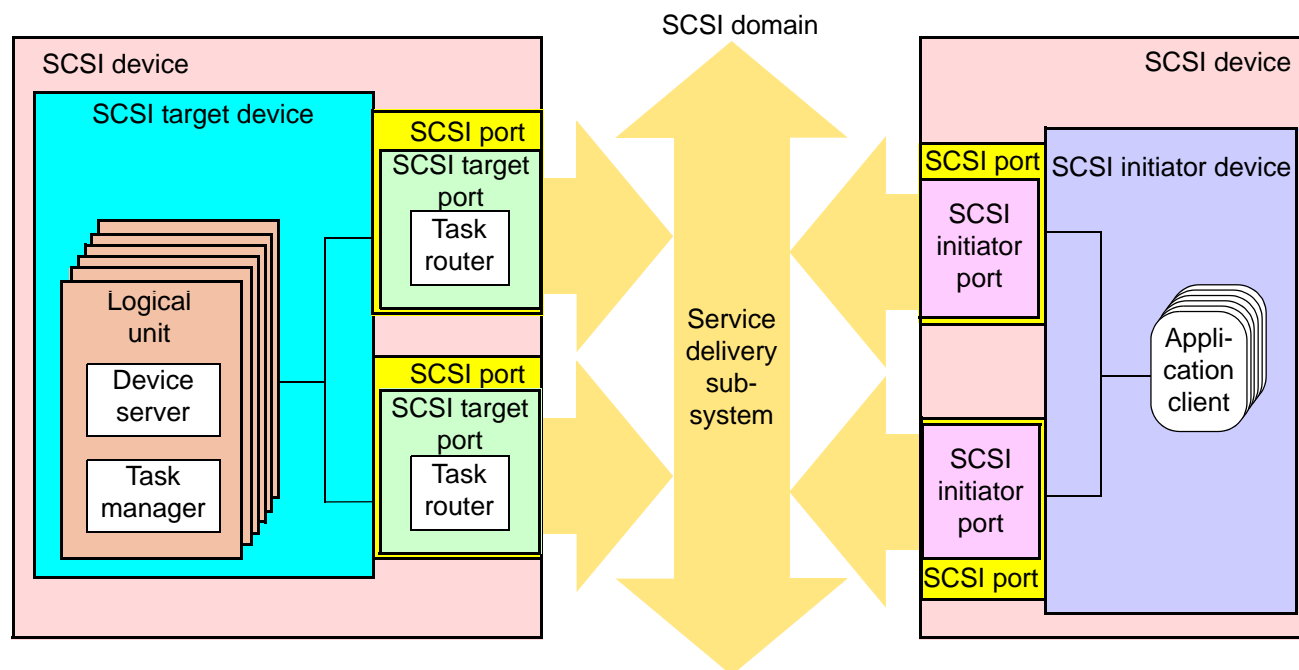 SCSI domain
SCSI device
SCSI target device
SCSI port
SCSI target
port
Task
router
Logical
unit
Device
server
Task
manager
SCSI port
SCSI target
port
Task
router
Service
delivery
sub-
system
SCSI device
SCSI port
SCSI
initiator
port
SCSI initiator device
Appli-
cation
client
SCSI
initiator
port
SCSI port